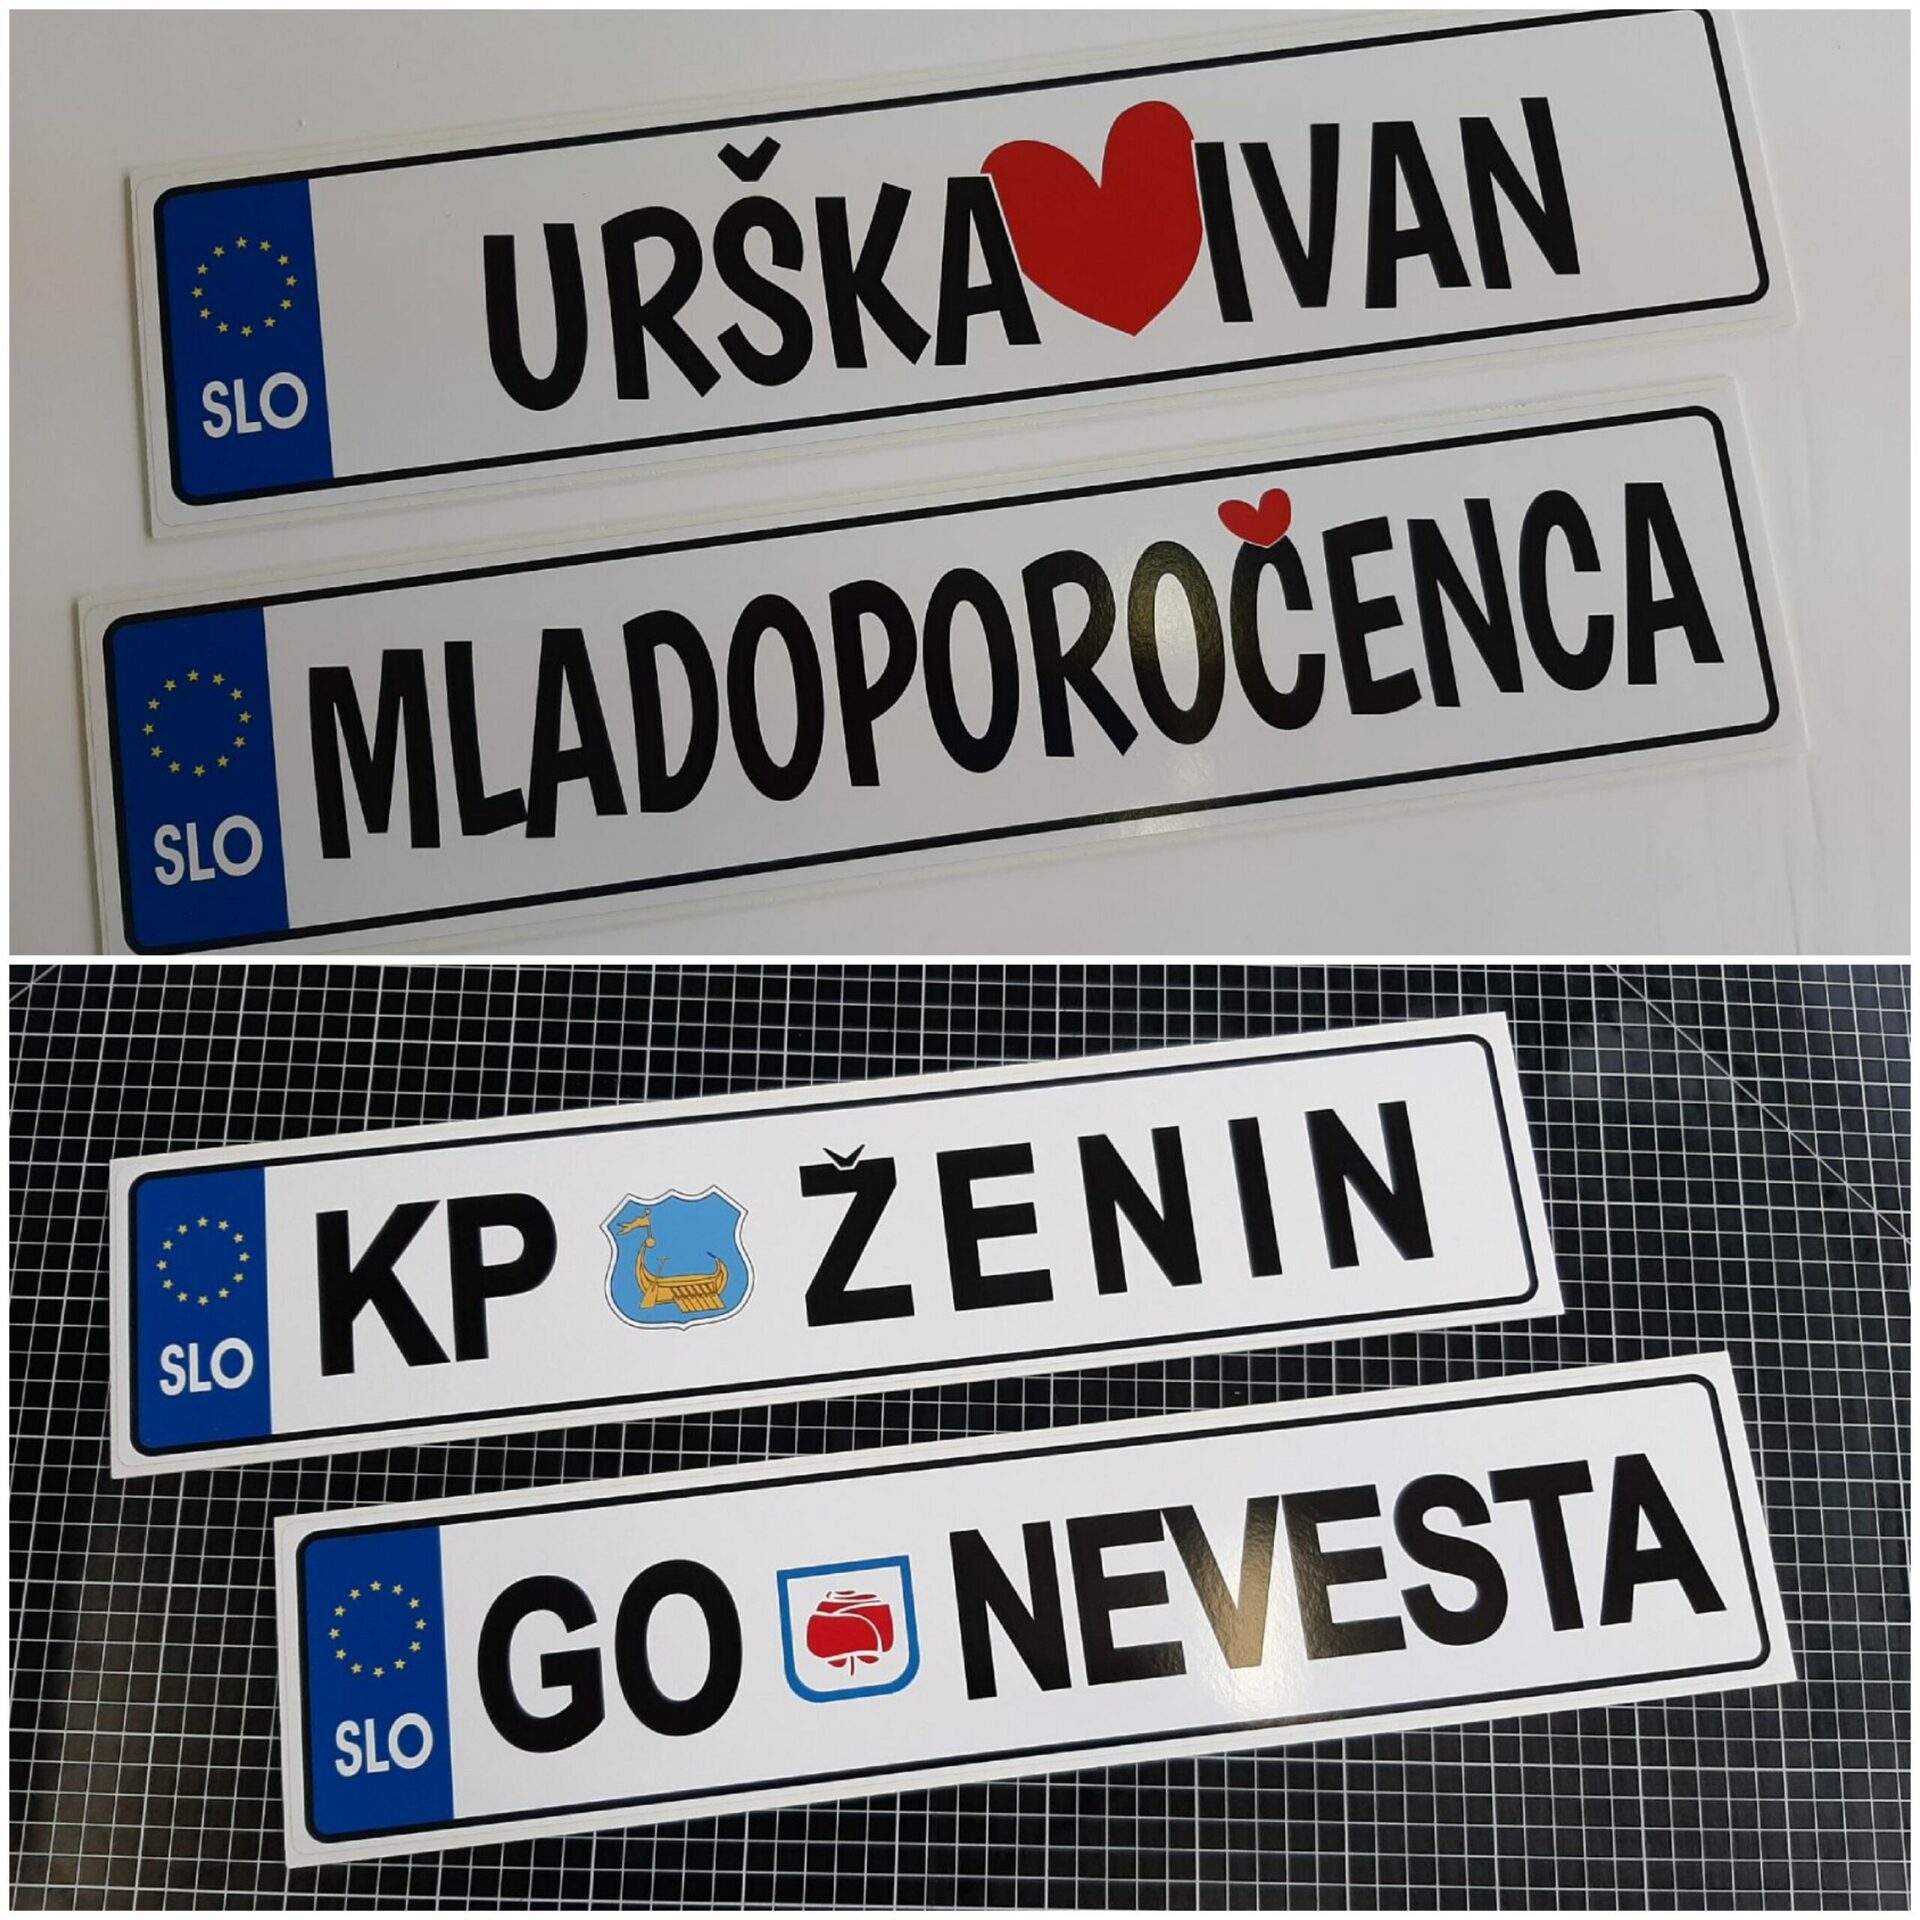 SLO URŠKA IVAN
SLO MLADOPOROČENCA
SLO KP ŽENIN
SLO GO NEVESTA